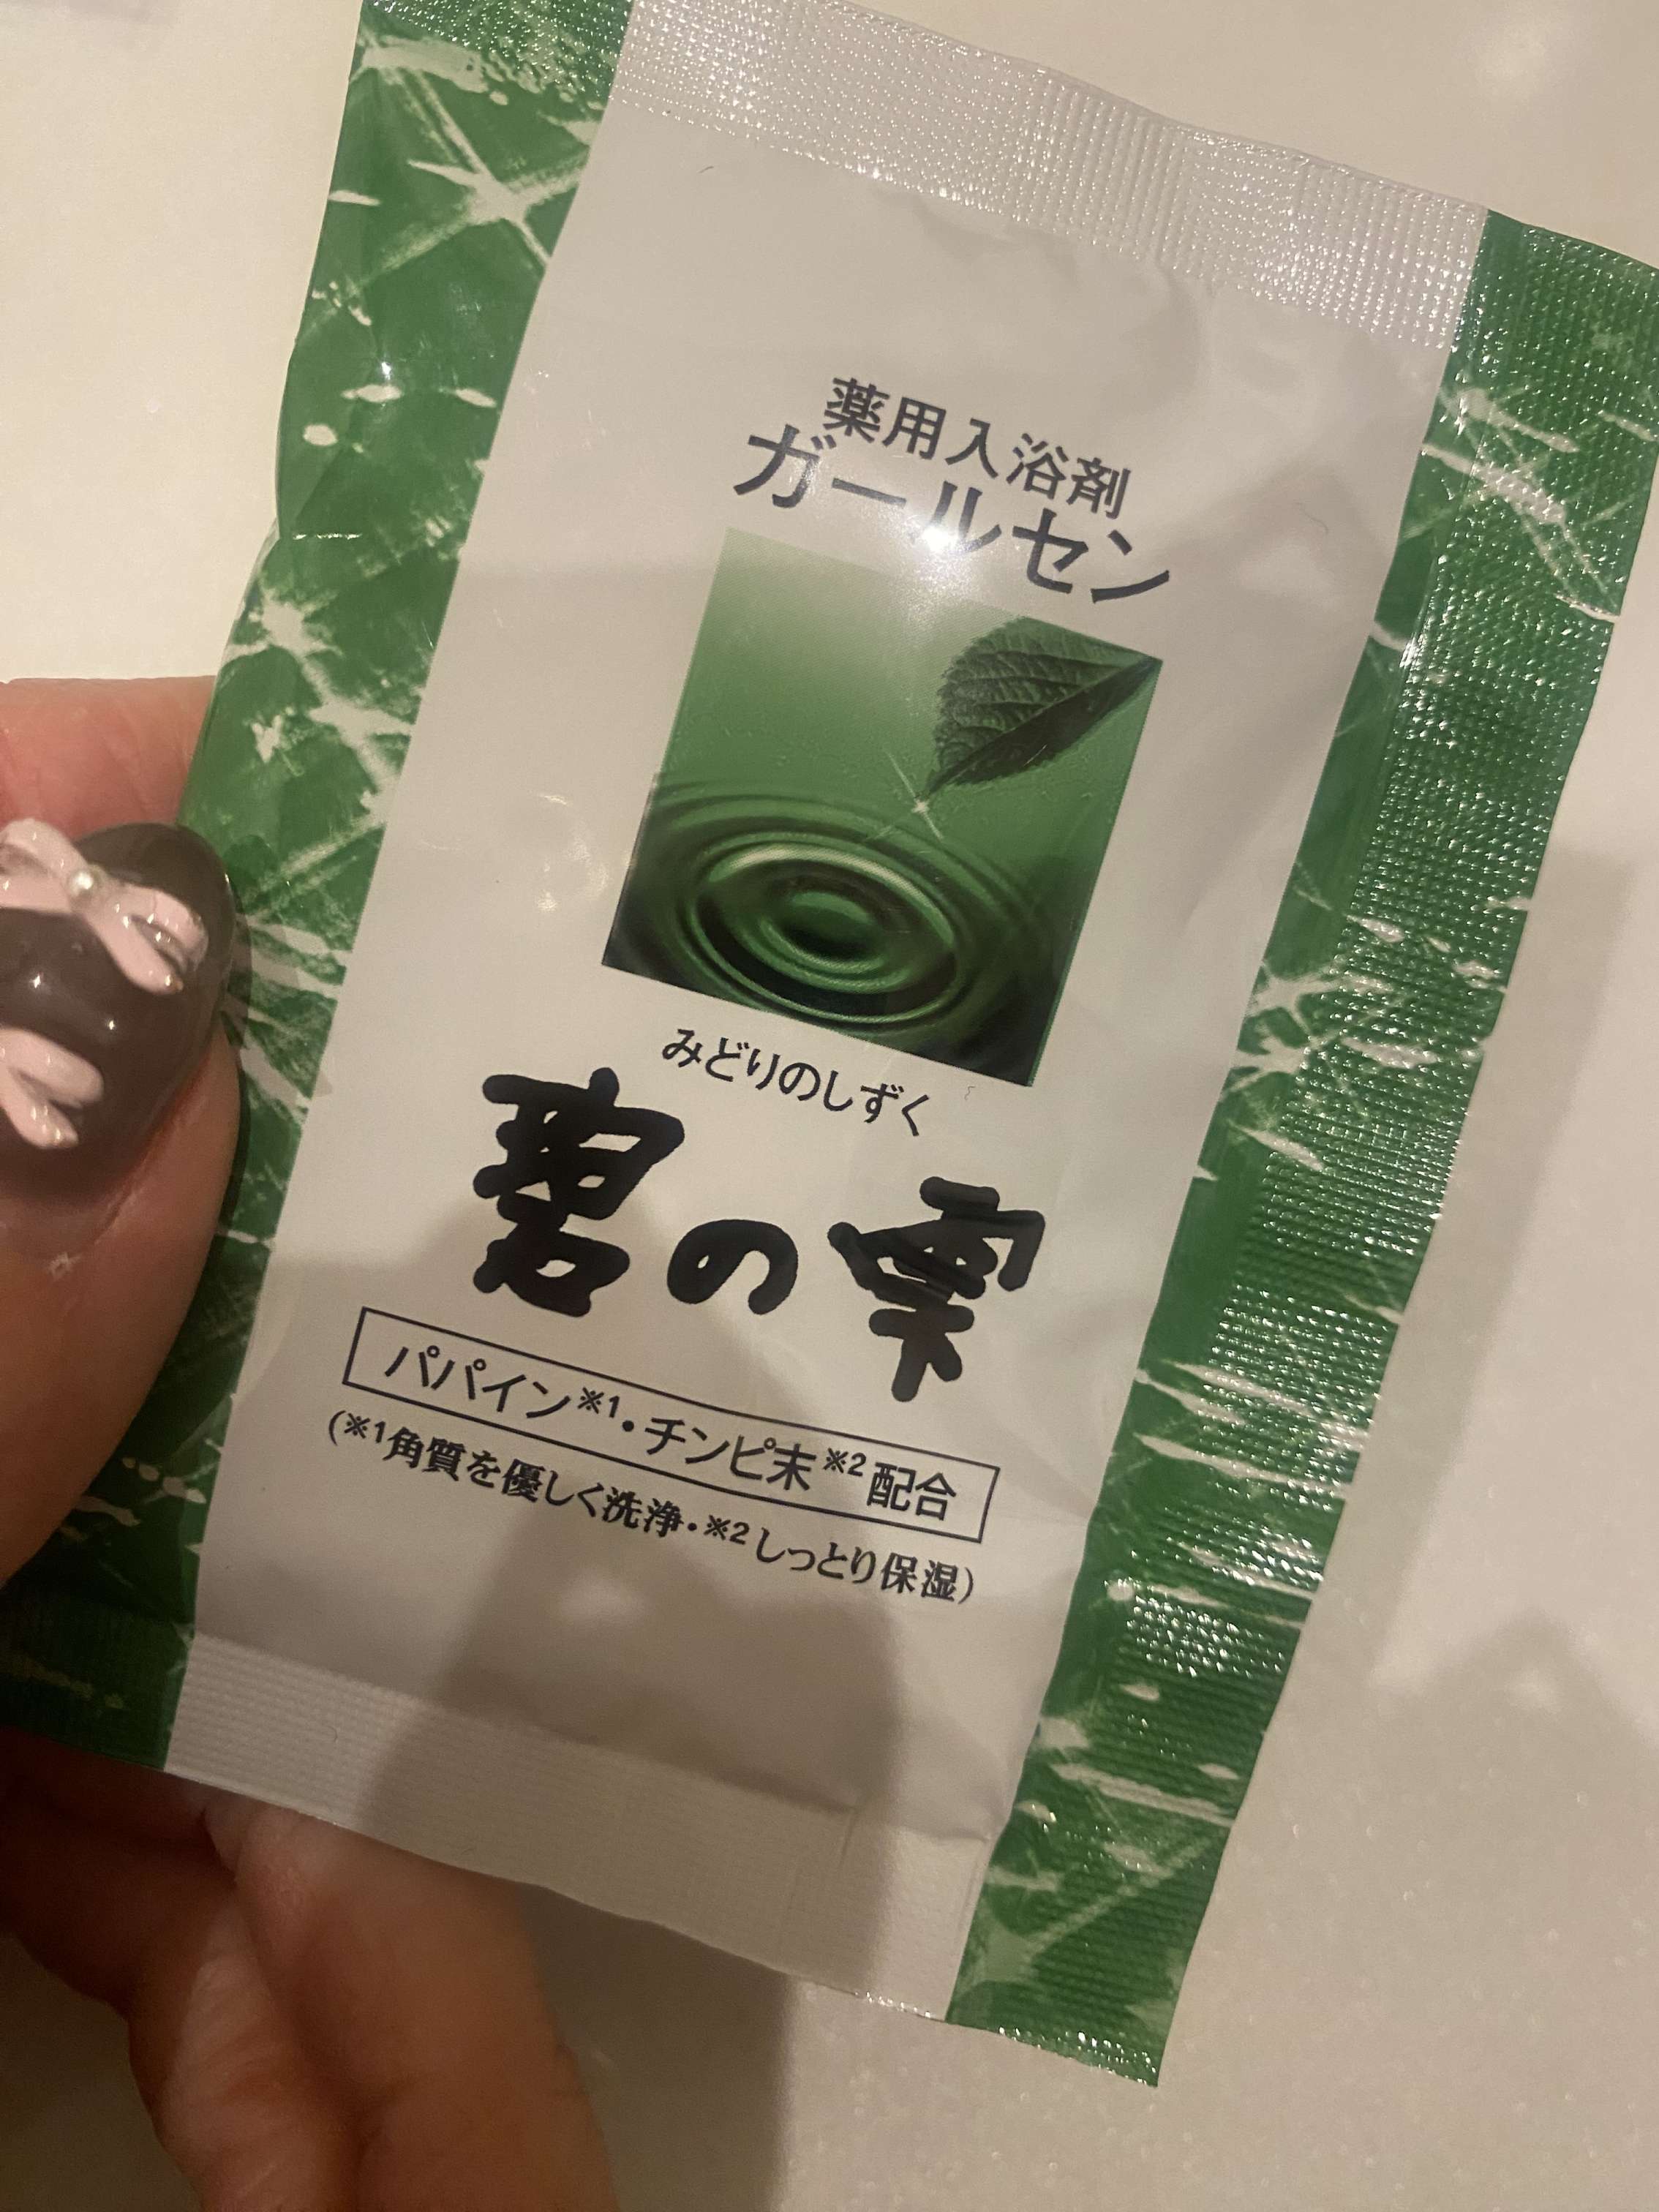 薬用入浴剤
ガールセン
みどりのしずく
碧の雫
パパイン※1・チンピ末※2配合
(※1角質を優しく洗浄・※2しっとり保湿)